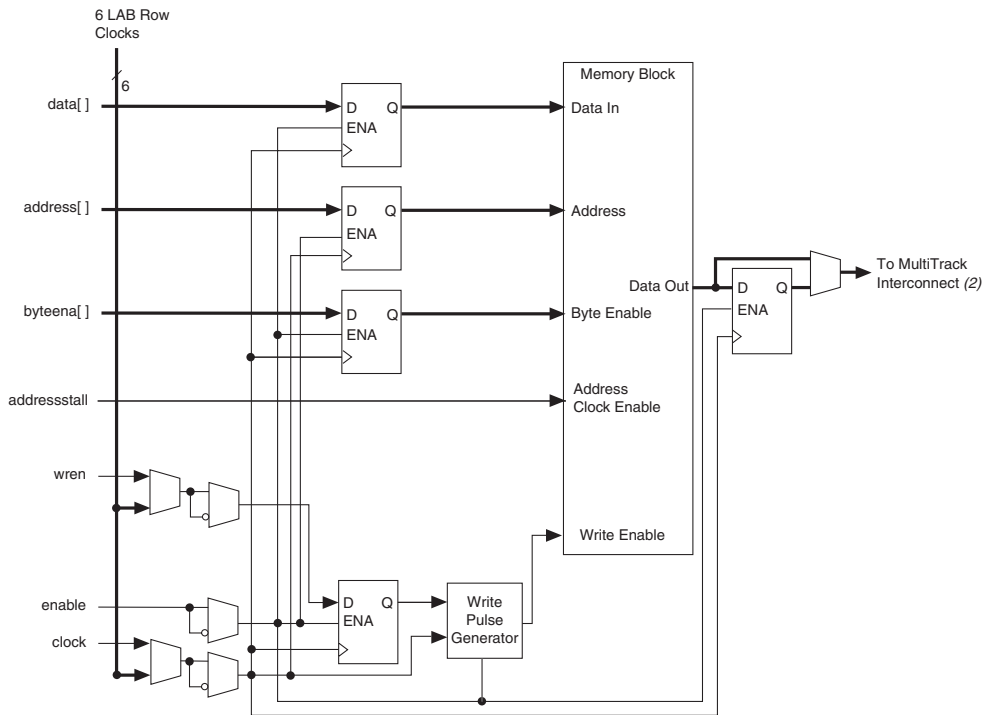 6 LAB Row
Clocks
6
data[ ]
D Q
ENA
Memory Block
Data In
address[ ]
D Q
ENA
Address
To MultiTrack
Interconnect (2)
Data Out
D Q
ENA
byteena[ ]
D Q
ENA
Byte Enable
addressstall
Address
Clock Enable
wren
Write Enable
enable
D Q
ENA
Write
Pulse
Generator
clock